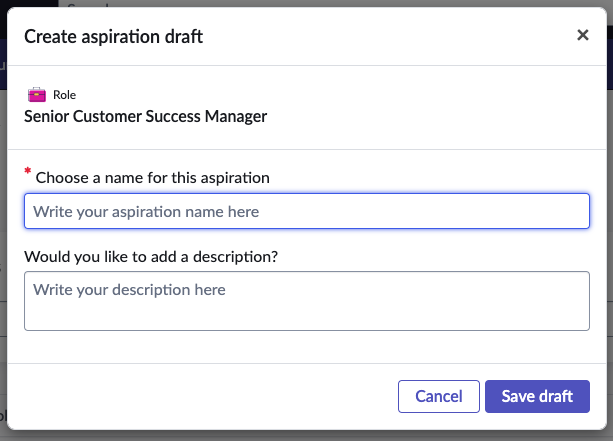 Create aspiration draft
Role
Senior Customer Success Manager
* Choose a name for this aspiration
Write your aspiration name here
Would you like to add a description?
Write your description here
Cancel
Save draft